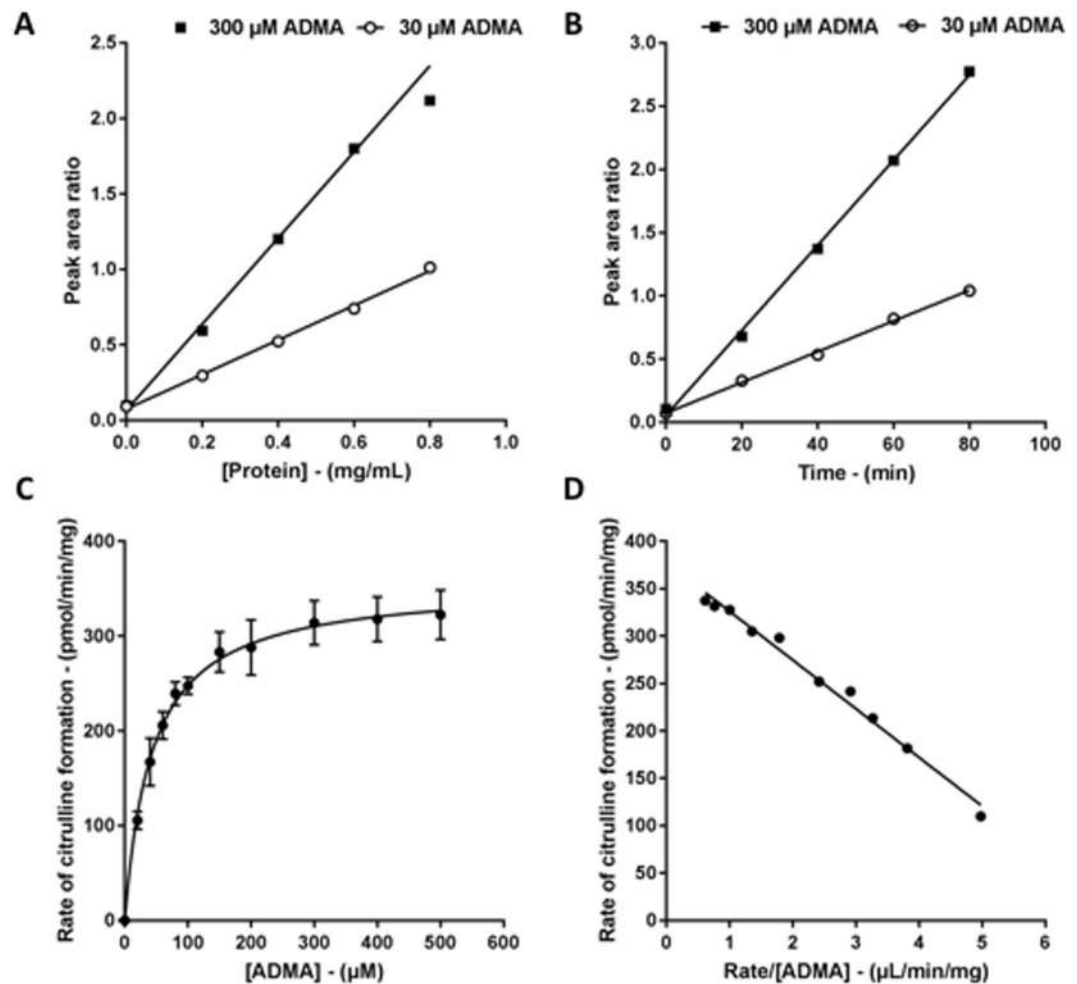 A
■ 300 µM ADMA
30 µM ADMA
Peak area ratio
2.5
2.0
1.5
1.0
0.5
0.0
0.0 0.2 0.4 0.6 0.8 1.0
[Protein] - (mg/mL)
B
300 µM ADMA
30 µM ADMA
Peak area ratio
3.0
2.5
2.0
1.5
1.0
0.5
0.0
0 20 40 60 80 100
Time - (min)
C
Rate of citrulline formation - (pmol/min/mg)
400
300
200
100
0
0 100 200 300 400 500 600
[ADMA] - (µM)
D
Rate of citrulline formation - (pmol/min/mg)
400
350
300
250
200
150
100
50
0
0 1 2 3 4 5 6
Rate/[ADMA] - (µL/min/mg)